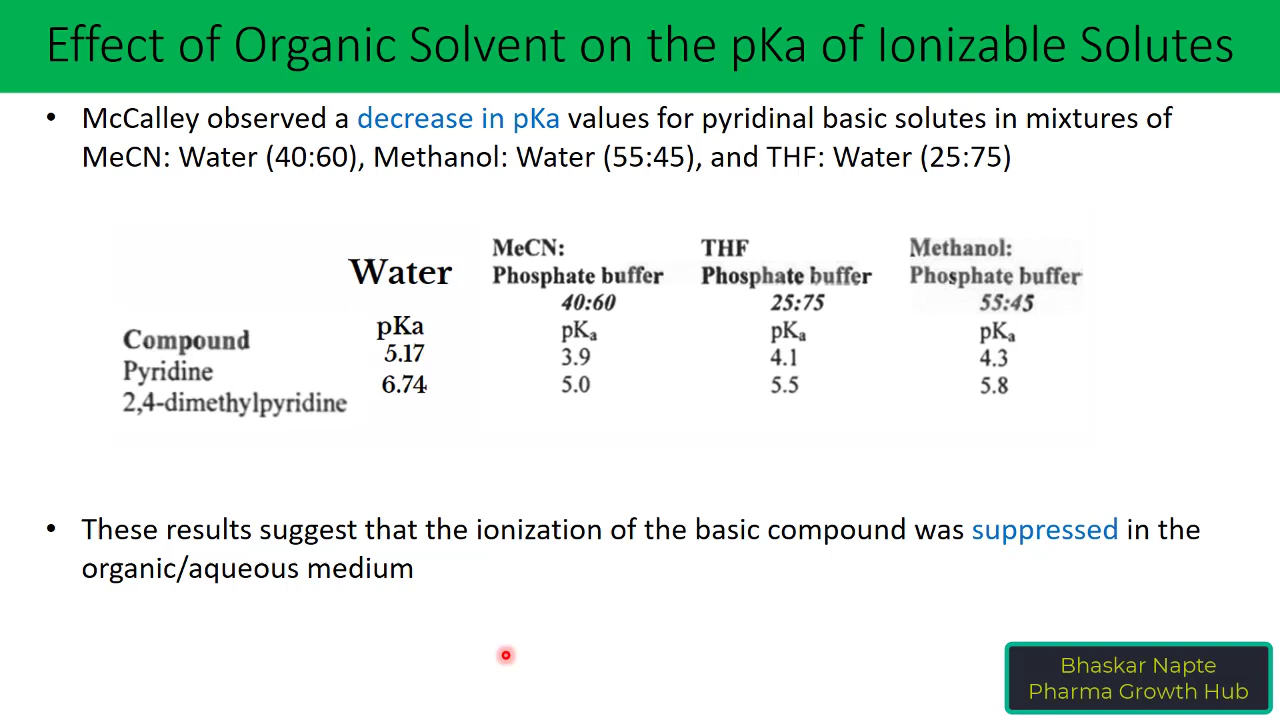 Effect of Organic Solvent on the pKa of Ionizable Solutes
• McCalley observed a decrease in pKa values for pyridinal basic solutes in mixtures of
MeCN: Water (40:60), Methanol: Water (55:45), and THF: Water (25:75)
Water
MeCN:
Phosphate buffer
40:60
THF
Phosphate buffer
25:75
Methanol:
Phosphate buffer
55:45
Compound pKa pKa pKa pKa
Pyridine 5.17 3.9 4.1 4.3
2,4-dimethylpyridine 6.74 5.0 5.5 5.8
• These results suggest that the ionization of the basic compound was suppressed in the
organic/aqueous medium
Bhaskar Napte
Pharma Growth Hub